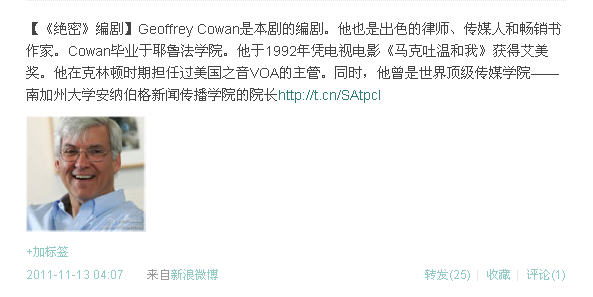 【《绝密》编剧】Geoffrey Cowan是本剧的编剧。他也是出色的律师、传媒人和畅销书
作家。Cowan毕业于耶鲁法学院。他于1992年凭电视电影《马克吐温和我》获得艾美
奖。他在克林顿时期担任过美国之音VOA的主管。同时，他曾是世界顶级传媒学院——
南加州大学安纳伯格新闻传播学院的院长http://t.cn/SAtpcl
+加标签
2011-11-13 04:07 来自新浪微博 转发(25) | 收藏 | 评论(1)